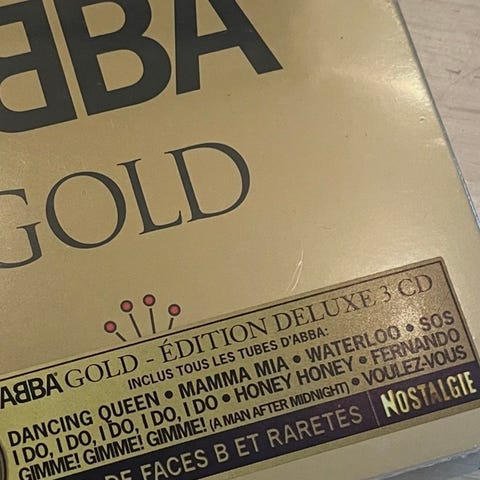 ABBA
GOLD
ABBA GOLD - ÉDITION DELUXE 3 CD
INCLUS TOUS LES TUBES D'ABBA:
DANCING QUEEN • MAMMA MIA • WATERLOO • SOS
I DO, I DO, I DO, I DO, I DO • HONEY HONEY • FERNANDO
GIMME! GIMME! GIMME! (A MAN AFTER MIDNIGHT) • VOULEZ-VOUS
DE FACES B ET RARETÉS NOSTALGIE